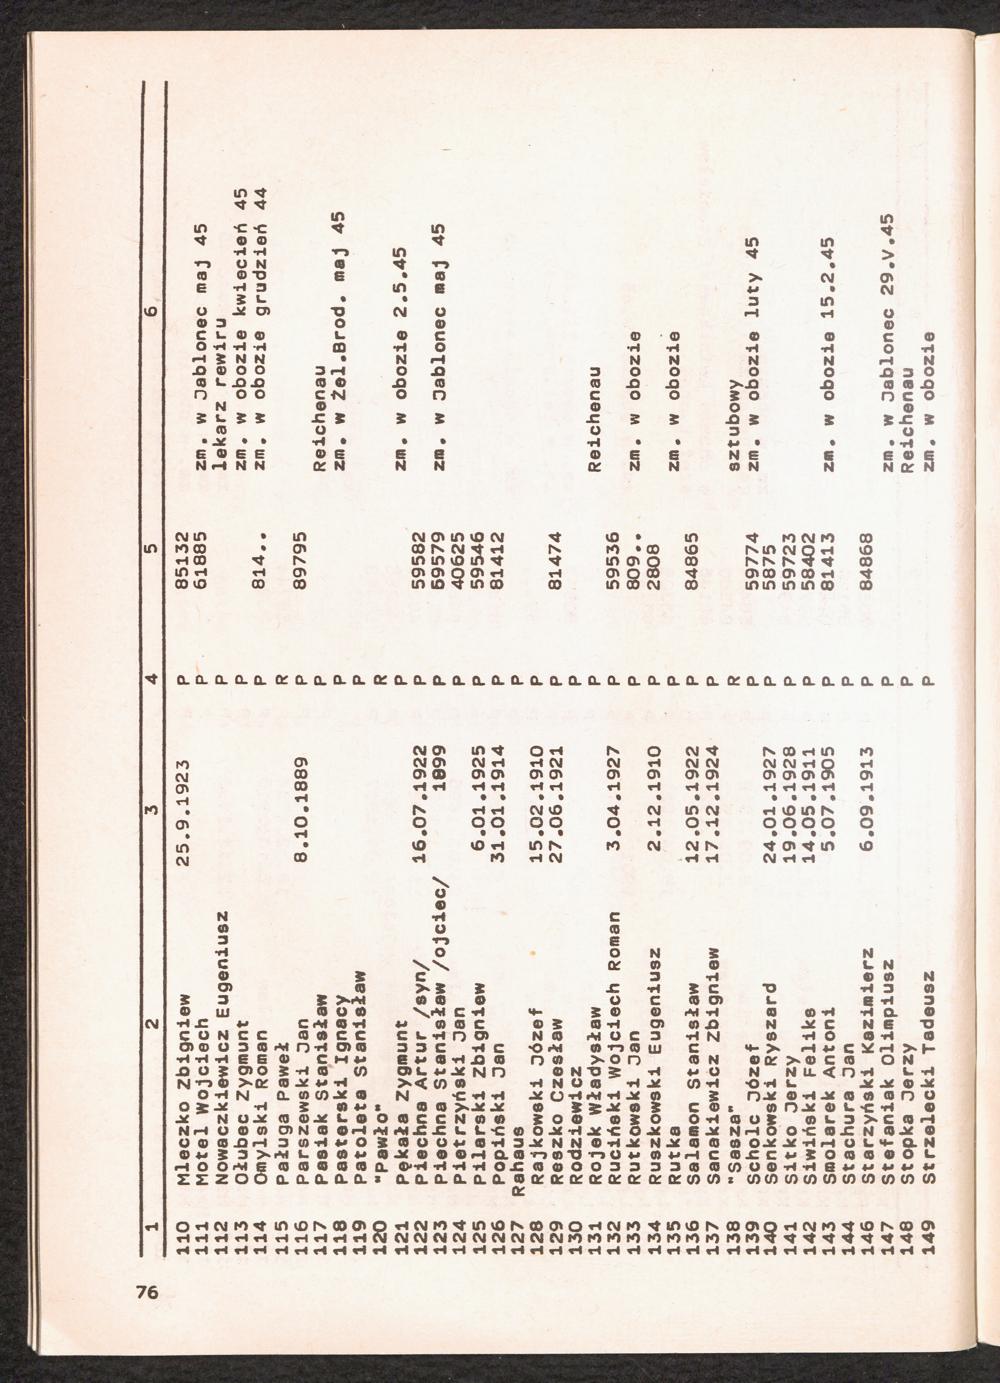 76
1 2 3 4 5 6
110 Mleczko Zbigniew 25.9.1923 P 85132
111 Motel Wojciech P 61885 zm. w Jablonec maj 45
112 Nowaczkiewicz Eugeniusz P lekarz rewiru
113 Ołubec Zygmunt P zm. w obozie kwiecień 45
114 Omylski Roman P 814.. zm. w obozie grudzień 44
115 Paługa Paweł R
116 Parszewski Jan 8.10.1889 P 89795
117 Pasiak Stanisław P Reichenau
118 Pasterski Ignacy P zm. w Żel.Brod. maj 45
119 Patoleta Stanisław P
120 "Pawło" R
121 Pękała Zygmunt P zm. w obozie 2.5.45
122 Piechna Artur /syn/ 16.07.1922 P 59582
123 Piechna Stanisław /ojciec/ 1899 P 59579 zm. w Jablonec maj 45
124 Pietrzyński Jan P 40625
125 Pilarski Zbigniew 6.01.1925 P 59546
126 Popiński Jan 31.01.1914 P 81412
127 Rahaus P
128 Rajkowski Józef 15.02.1910 P
129 Reszko Czesław 27.06.1921 P 81474
130 Rodziewicz P
131 Rojek Władysław P Reichenau
132 Ruciński Wojciech Roman 3.04.1927 P 59536
133 Rutkowski Jan P 809.. zm. w obozie
134 Ruszkowski Eugeniusz 2.12.1910 P 2808
135 Rutka P zm. w obozie
136 Salamon Stanisław 12.05.1922 P 84865
137 Sanakiewicz Zbigniew 17.12.1924 P
138 "Sasza" R sztubowy
139 Scholc Józef P 59774 zm. w obozie luty 45
140 Senkowski Ryszard 24.01.1927 P 5875
141 Sitko Jerzy 19.06.1928 P 59723
142 Siwiński Feliks 14.05.1911 P 58402
143 Smolarek Antoni 5.07.1905 P 81413 zm. w obozie 15.2.45
144 Stachura Jan P
146 Starzyński Kazimierz 6.09.1913 P 84868
147 Stefaniak Olimpiusz P zm. w Jablonec 29.V.45
148 Stopka Jerzy P Reichenau
149 Strzelecki Tadeusz P zm. w obozie